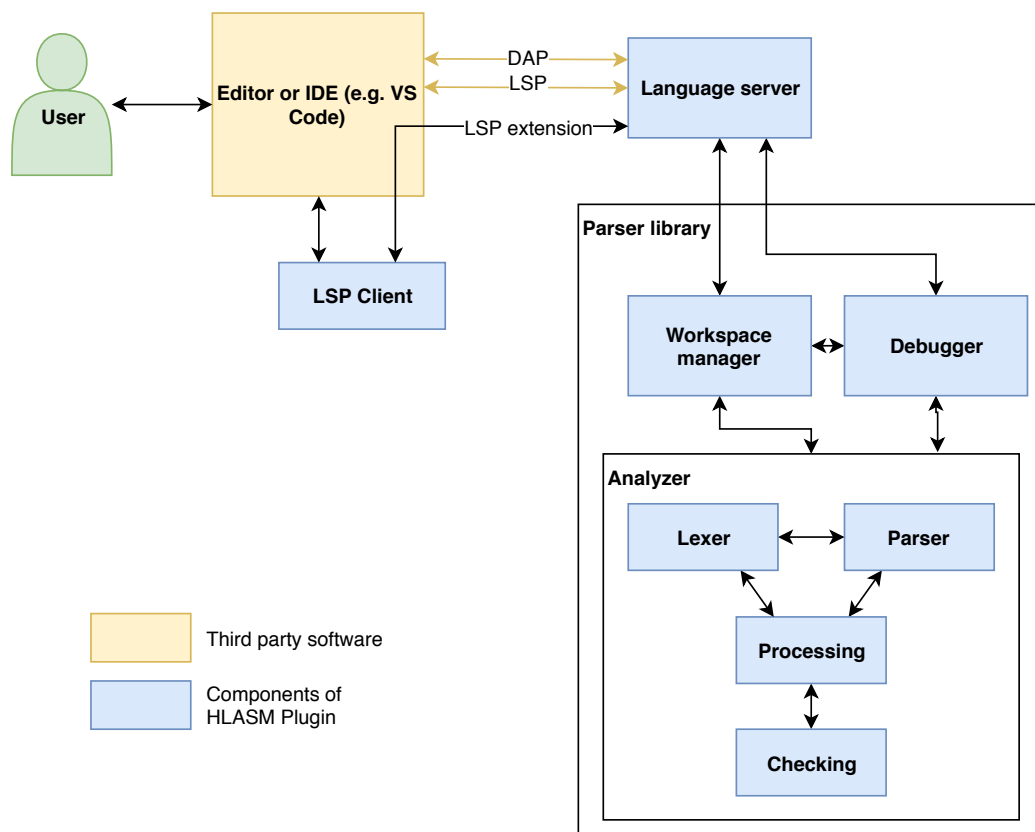 User
Editor or IDE (e.g. VS
Code)
DAP
LSP
LSP extension
Language server
LSP Client
Parser library
Workspace
manager
Debugger
Analyzer
Lexer
Parser
Processing
Checking
Third party software
Components of
HLASM Plugin